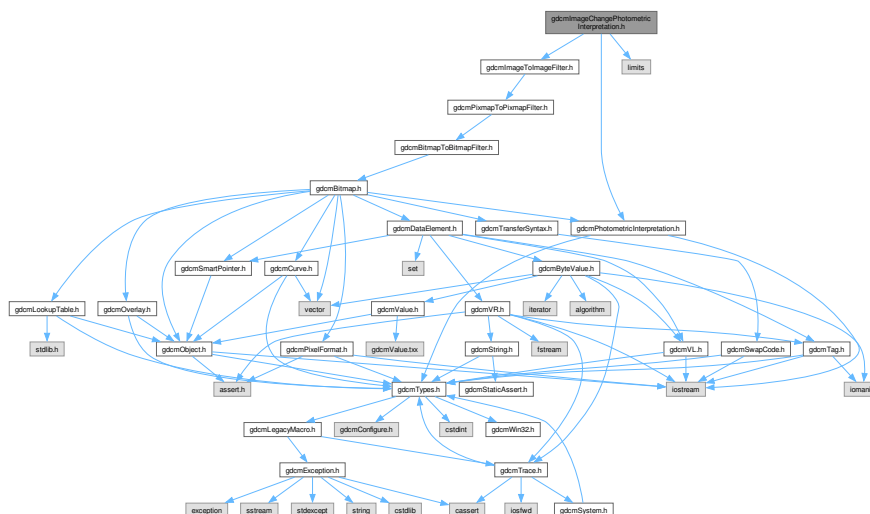 gdcmImageChangePhotometric
Interpretation.h
gdcmImageToImageFilter.h
limits
gdcmPixmapToPixmapFilter.h
gdcmBitmapToBitmapFilter.h
gdcmBitmap.h
gdcmDataElement.h
gdcmTransferSyntax.h
gdcmPhotometricInterpretation.h
gdcmSmartPointer.h
gdcmCurve.h
set
gdcmByteValue.h
gdcmLookupTable.h
gdcmOverlay.h
vector
gdcmValue.h
gdcmVR.h
iterator
algorithm
stdlib.h
gdcmObject.h
gdcmPixelFormat.h
gdcmValue.txx
gdcmString.h
fstream
gdcmVL.h
gdcmSwapCode.h
gdcmTag.h
assert.h
gdcmTypes.h
gdcmStaticAssert.h
iostream
gdcmLegacyMacro.h
gdcmConfigure.h
cstdint
gdcmWin32.h
gdcmException.h
gdcmTrace.h
exception
sstream
stdexcept
string
cstdlib
cassert
iosfwd
gdcmSystem.h